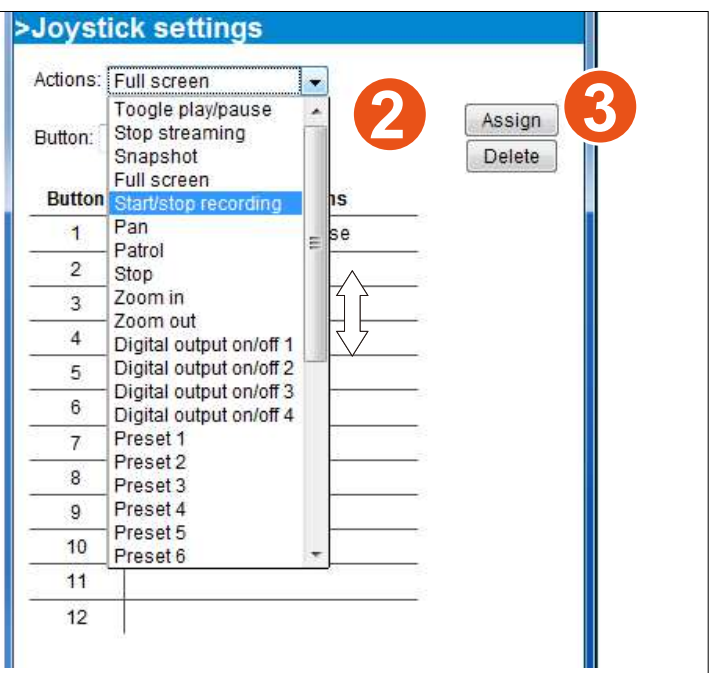 >Joystick settings
Actions: Full screen
2
3
Assign
Button:
Delete
Toogle play/pause
Stop streaming
Snapshot
Full screen
Start/stop recording
Pan
Patrol
Stop
Zoom in
Zoom out
Digital output on/off 1
Digital output on/off 2
Digital output on/off 3
Digital output on/off 4
Preset 1
Preset 2
Preset 3
Preset 4
Preset 5
Preset 6
Button
1
2
3
4
5
6
7
8
9
10
11
12